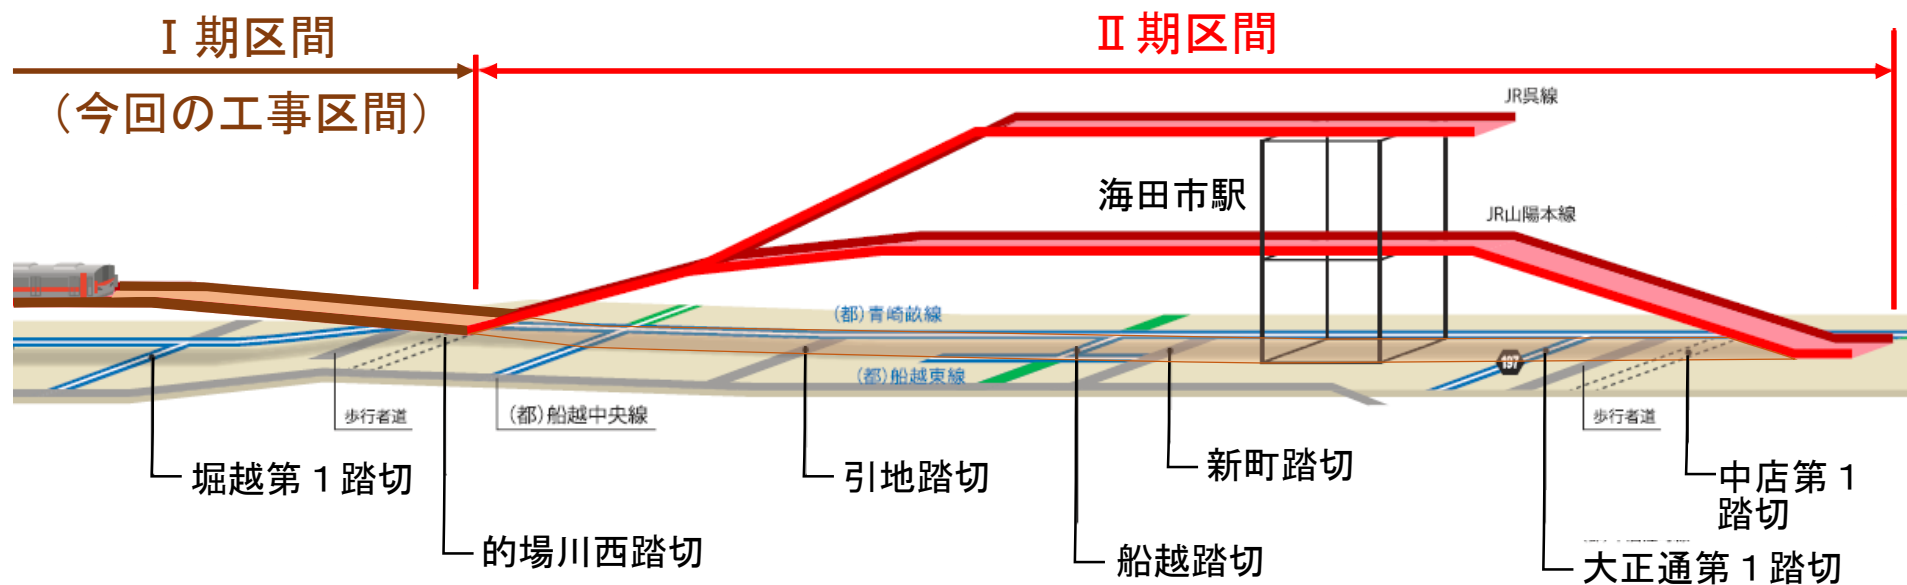 Ⅰ期区間
(今回の工事区間)
Ⅱ期区間
JR呉線
海田市駅
JR山陽本線
(都)青崎畝線
(都)船越東線
197
歩行者道
(都)船越中央線
歩行者道
堀越第1踏切
引地踏切
新町踏切
中店第1
踏切
的場川西踏切
船越踏切
大正通第1踏切